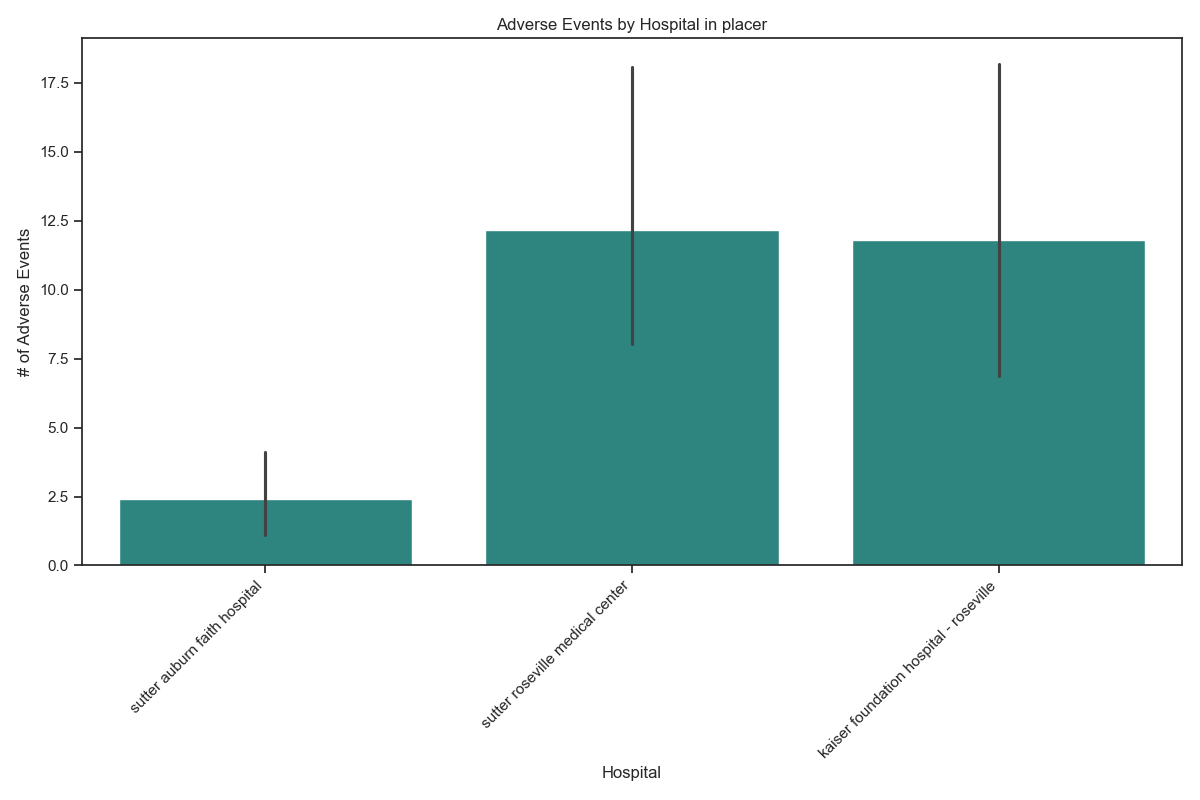 Adverse Events by Hospital in placer
# of Adverse Events
17.5
15.0
12.5
10.0
7.5
5.0
2.5
0.0
sutter auburn faith hospital
sutter roseville medical center
kaiser foundation hospital - roseville
Hospital